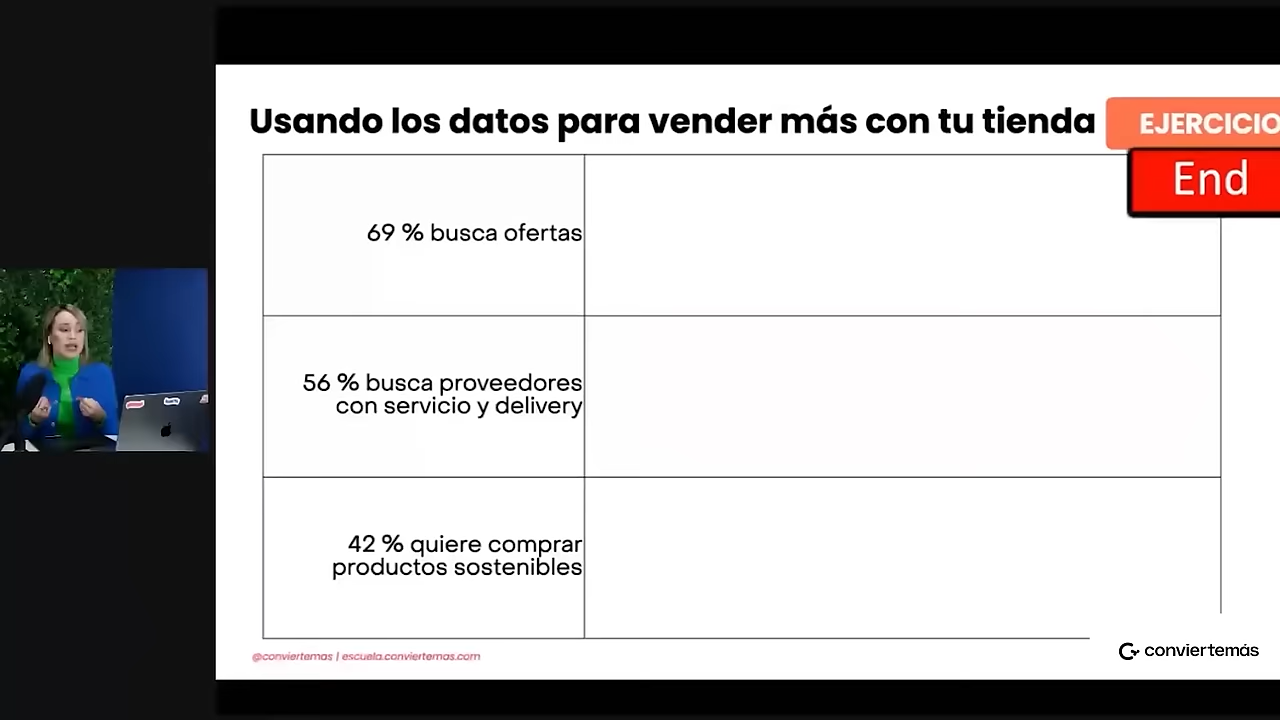 Usando los datos para vender más con tu tienda
EJERCICIO
End
69 % busca ofertas
56 % busca proveedores
con servicio y delivery
42 % quiere comprar
productos sostenibles
@conviertemas | escuela.conviertemas.com
conviertemás